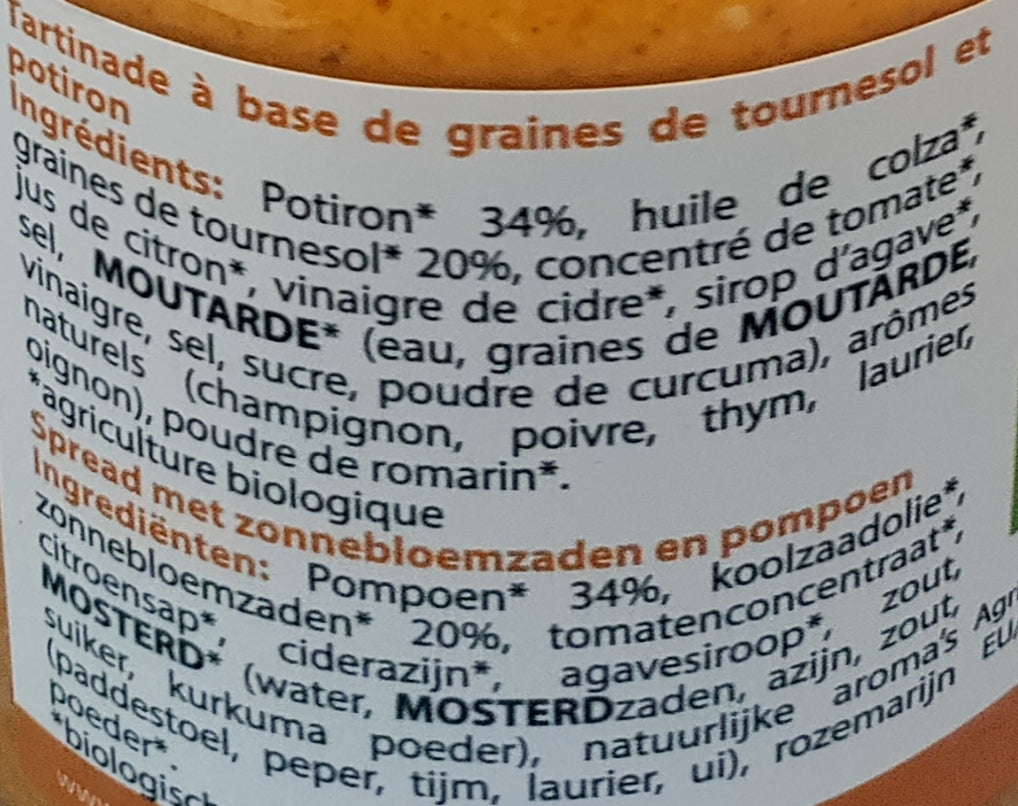 Tartinade à base de graines de tournesol et
potiron
Ingrédients: Potiron* 34%, huile de colza*,
graines de tournesol* 20%, concentré de tomate*,
jus de citron*, vinaigre de cidre*, sirop d'agave*,
sel, MOUTARDE* (eau, graines de MOUTARDE,
vinaigre, sel, sucre, poudre de curcuma), arômes
naturels (champignon, poivre, thym, laurier,
oignon), poudre de romarin*.
*agriculture biologique
Spread met zonnebloemzaden en pompoen
Ingrediënten: Pompoen* 34%, koolzaadolie*,
zonnebloemzaden* 20%, tomatenconcentraat*,
citroensap*, ciderazijn*, agavesiroop*, zout,
MOSTERD* (water, MOSTERDzaden, azijn, zout,
suiker, kurkuma poeder), natuurlijke aroma's
(paddestoel, peper, tijm, laurier, ui), rozemarijn
poeder*.
*biologisch